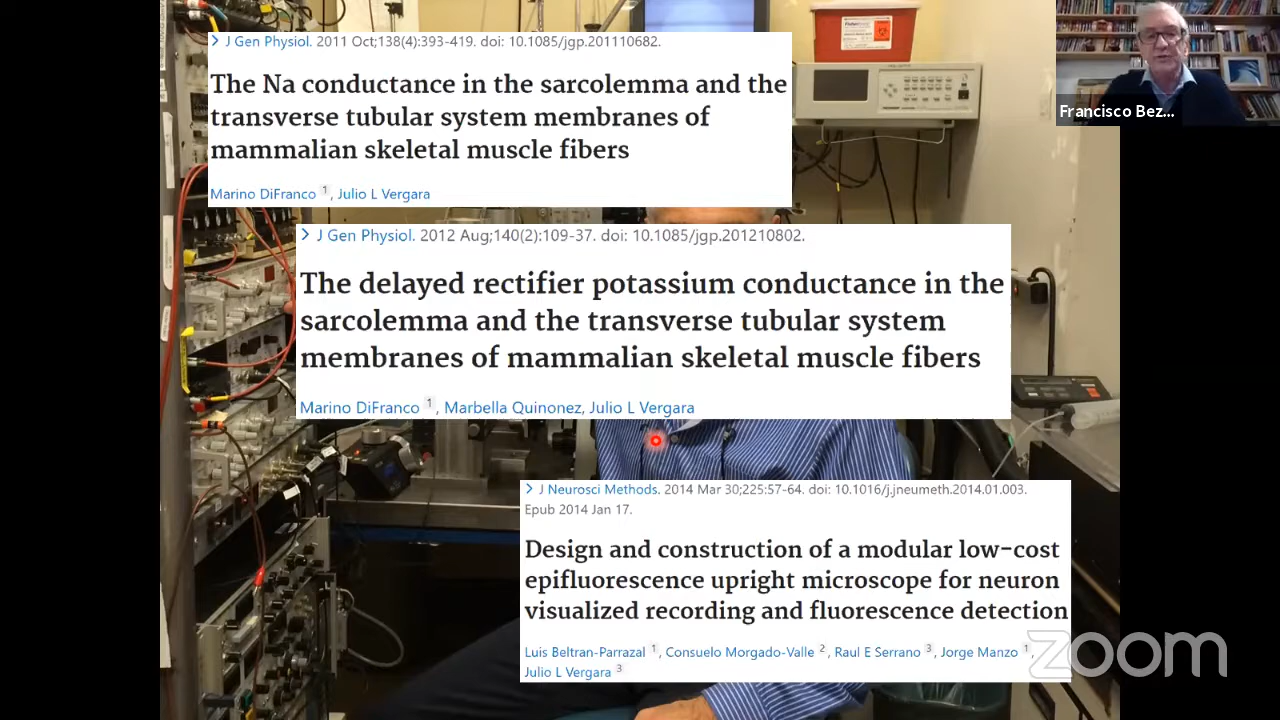 > J Gen Physiol. 2011 Oct;138(4):393-419. doi: 10.1085/jgp.201110682.
The Na conductance in the sarcolemma and the
transverse tubular system membranes of
mammalian skeletal muscle fibers
Marino DiFranco 1, Julio L Vergara
Francisco Bez...
> J Gen Physiol. 2012 Aug;140(2):109-37. doi: 10.1085/jgp.201210802.
The delayed rectifier potassium conductance in the
sarcolemma and the transverse tubular system
membranes of mammalian skeletal muscle fibers
Marino DiFranco 1, Marbella Quinonez, Julio L Vergara
> J Neurosci Methods. 2014 Mar 30;225:57-64. doi: 10.1016/j.jneumeth.2014.01.003.
Epub 2014 Jan 17.
Design and construction of a modular low-cost
epifluorescence upright microscope for neuron
visualized recording and fluorescence detection
Luis Beltran-Parrazal 1, Consuelo Morgado-Valle 2, Raul E Serrano 3, Jorge Manzo 1,
Julio L Vergara 3
zoom